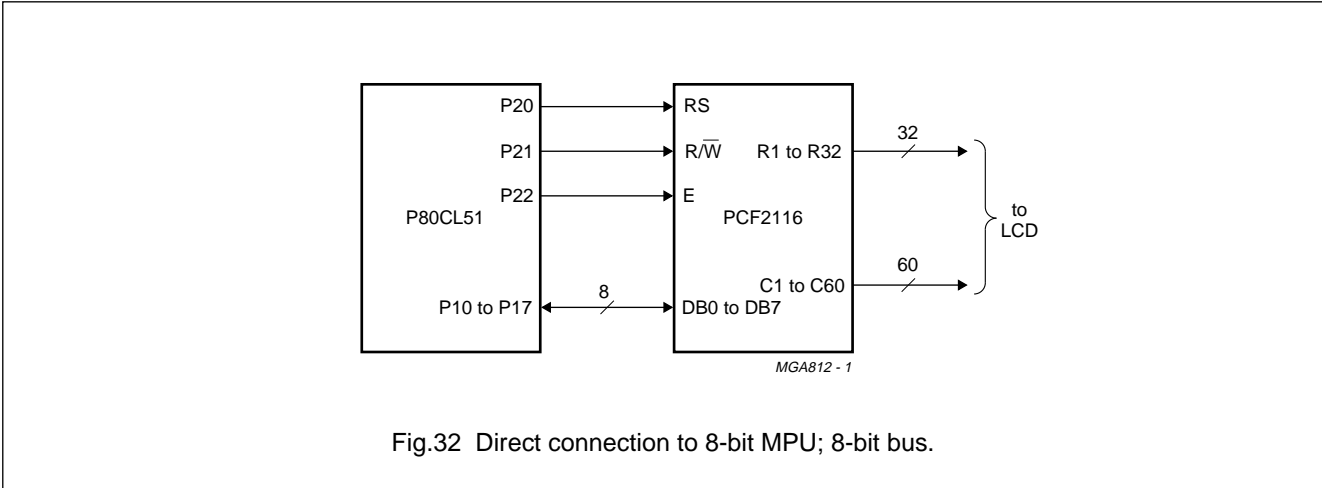 P20
RS
P21
R/W̅
R1 to R32
32
P22
E
P80CL51
PCF2116
to
LCD
P10 to P17
8
DB0 to DB7
C1 to C60
60
MGA812 - 1
Fig.32 Direct connection to 8-bit MPU; 8-bit bus.